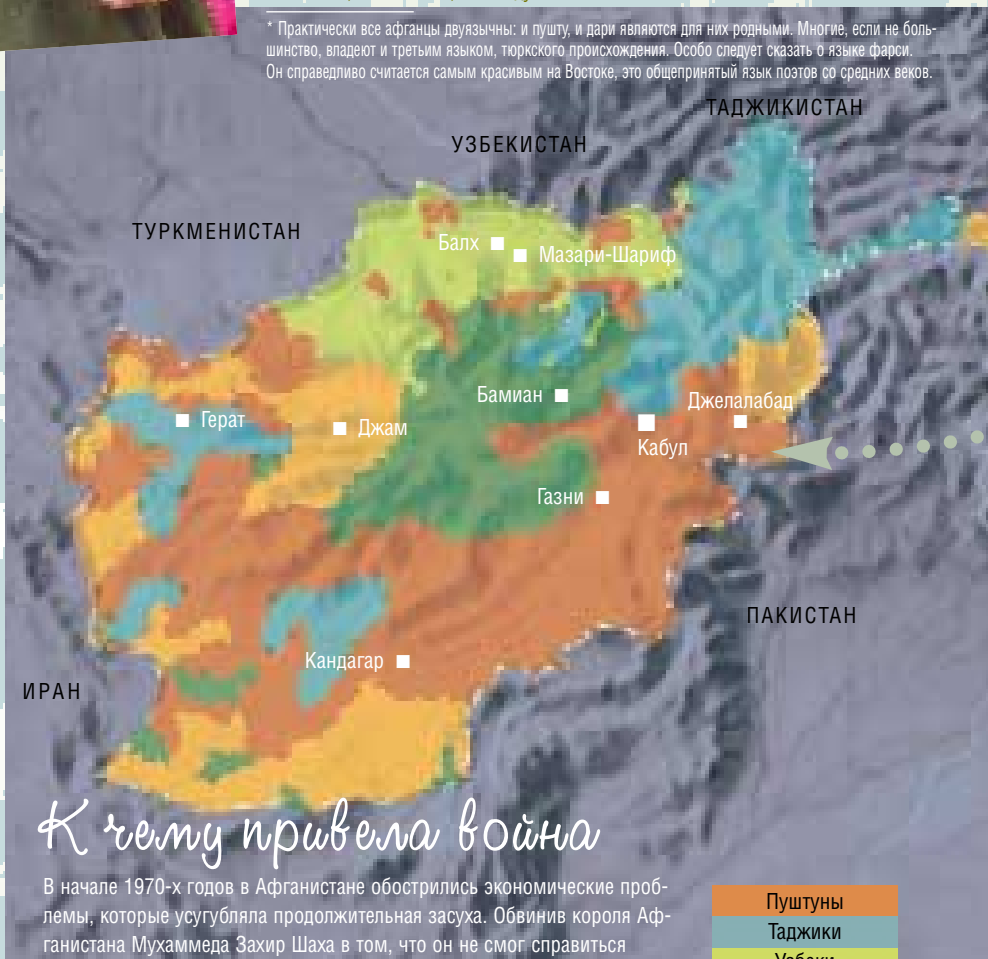 * Практически все афганцы двуязычны: и пушту, и дари являются для них родными. Многие, если не боль-
шинство, владеют и третьим языком, тюркского происхождения. Особо следует сказать о языке фарси.
Он справедливо считается самым красивым на Востоке, это общепринятый язык поэтов со средних веков.
ТАДЖИКИСТАН
УЗБЕКИСТАН
ТУРКМЕНИСТАН
Балх
Мазари-Шариф
Бамиан
Джелалабад
Герат
Джам
Кабул
Газни
ПАКИСТАН
Кандагар
ИРАН
К чему привела война
В начале 1970-х годов в Афганистане обострились экономические проб-
лемы, которые усугубляла продолжительная засуха. Обвинив короля Аф-
ганистана Мухаммеда Захир Шаха в том, что он не смог справиться
Пуштуны
Таджики
Узбеки